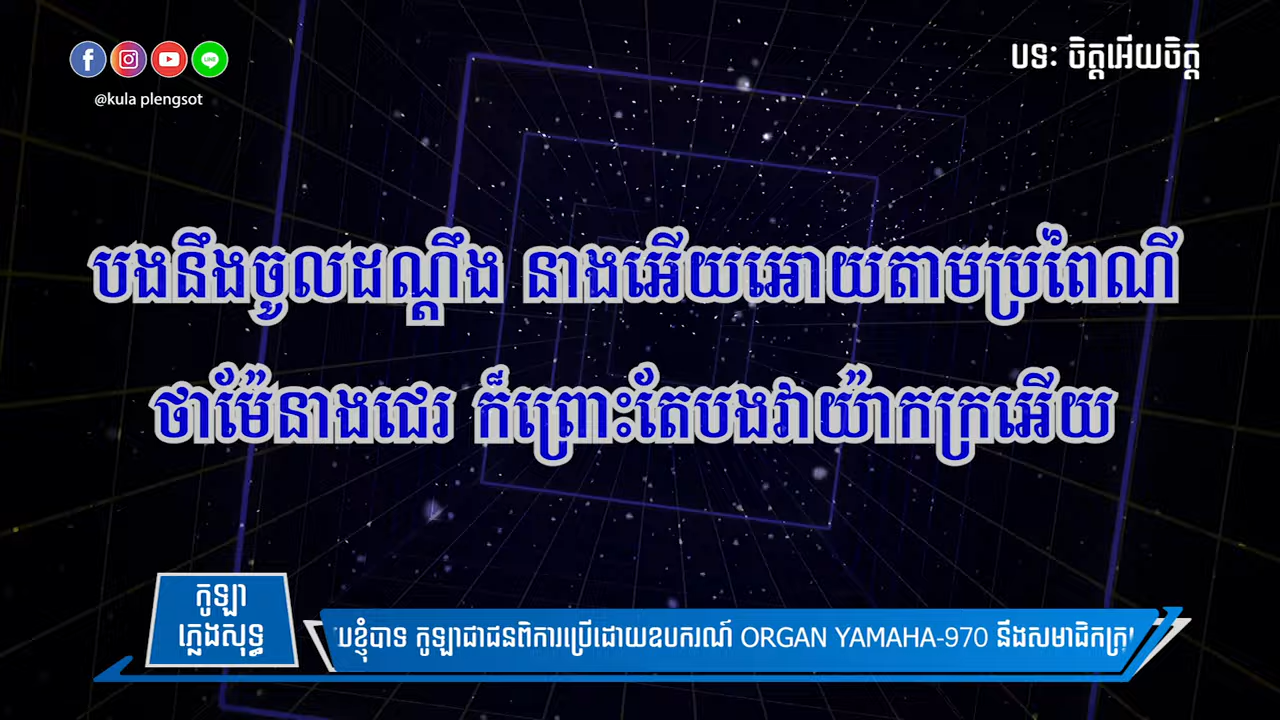 បទៈ ចិត្តអើយចិត្ត
@kula plengsot
បងនឹងចូលដណ្ដឹង នាងអើយអោយតាមប្រពៃណី
ថាម៉ែនាងជេរ ក៏ព្រោះតែបងវាយ៉ាកក្រអើយ
កូឡា
ភ្លេងសុទ្ធ
ខ្ញុំបាទ កូឡាជាជនពិការប្រើដោយឧបករណ៍ ORGAN YAMAHA-970 នឹងសមាជិក